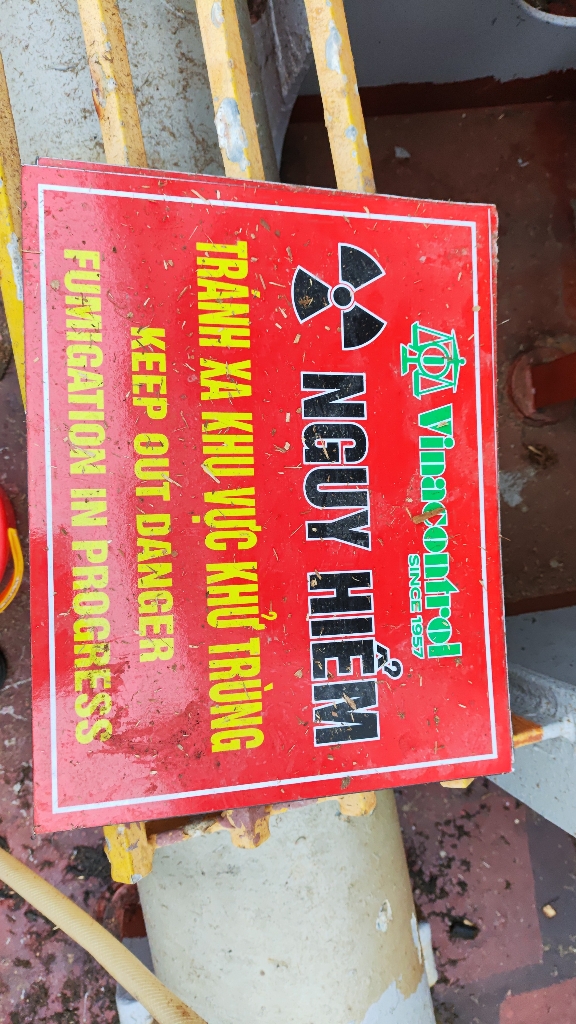 Vinacontrol
SINCE 1957
NGUY HIỂM
TRÁNH XA KHU VỰC KHỬ TRÙNG
KEEP OUT DANGER
FUMIGATION IN PROGRESS